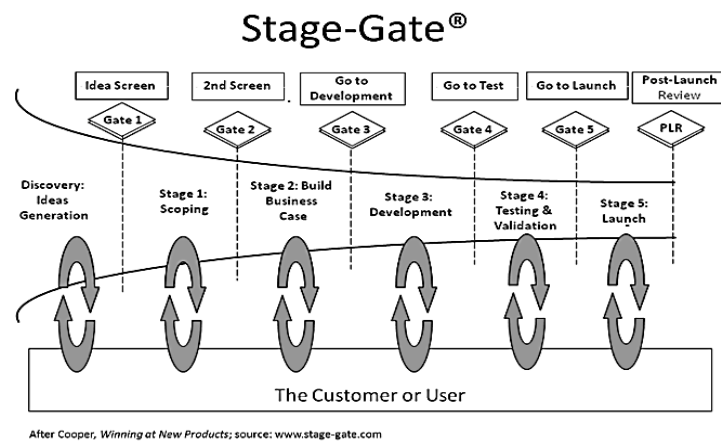 Stage-Gate®
Idea Screen
2nd Screen
.
Go to
Development
Go to Test
Go to Launch
Post-Launch
Review
Gate 1
Gate 2
Gate 3
Gate 4
Gate 5
PLR
Discovery:
Ideas
Generation
Stage 1:
Scoping
Stage 2: Build
Business
Case
Stage 3:
Development
Stage 4:
Testing &
Validation
Stage 5:
Launch
The Customer or User
After Cooper, Winning at New Products; source: www.stage-gate.com